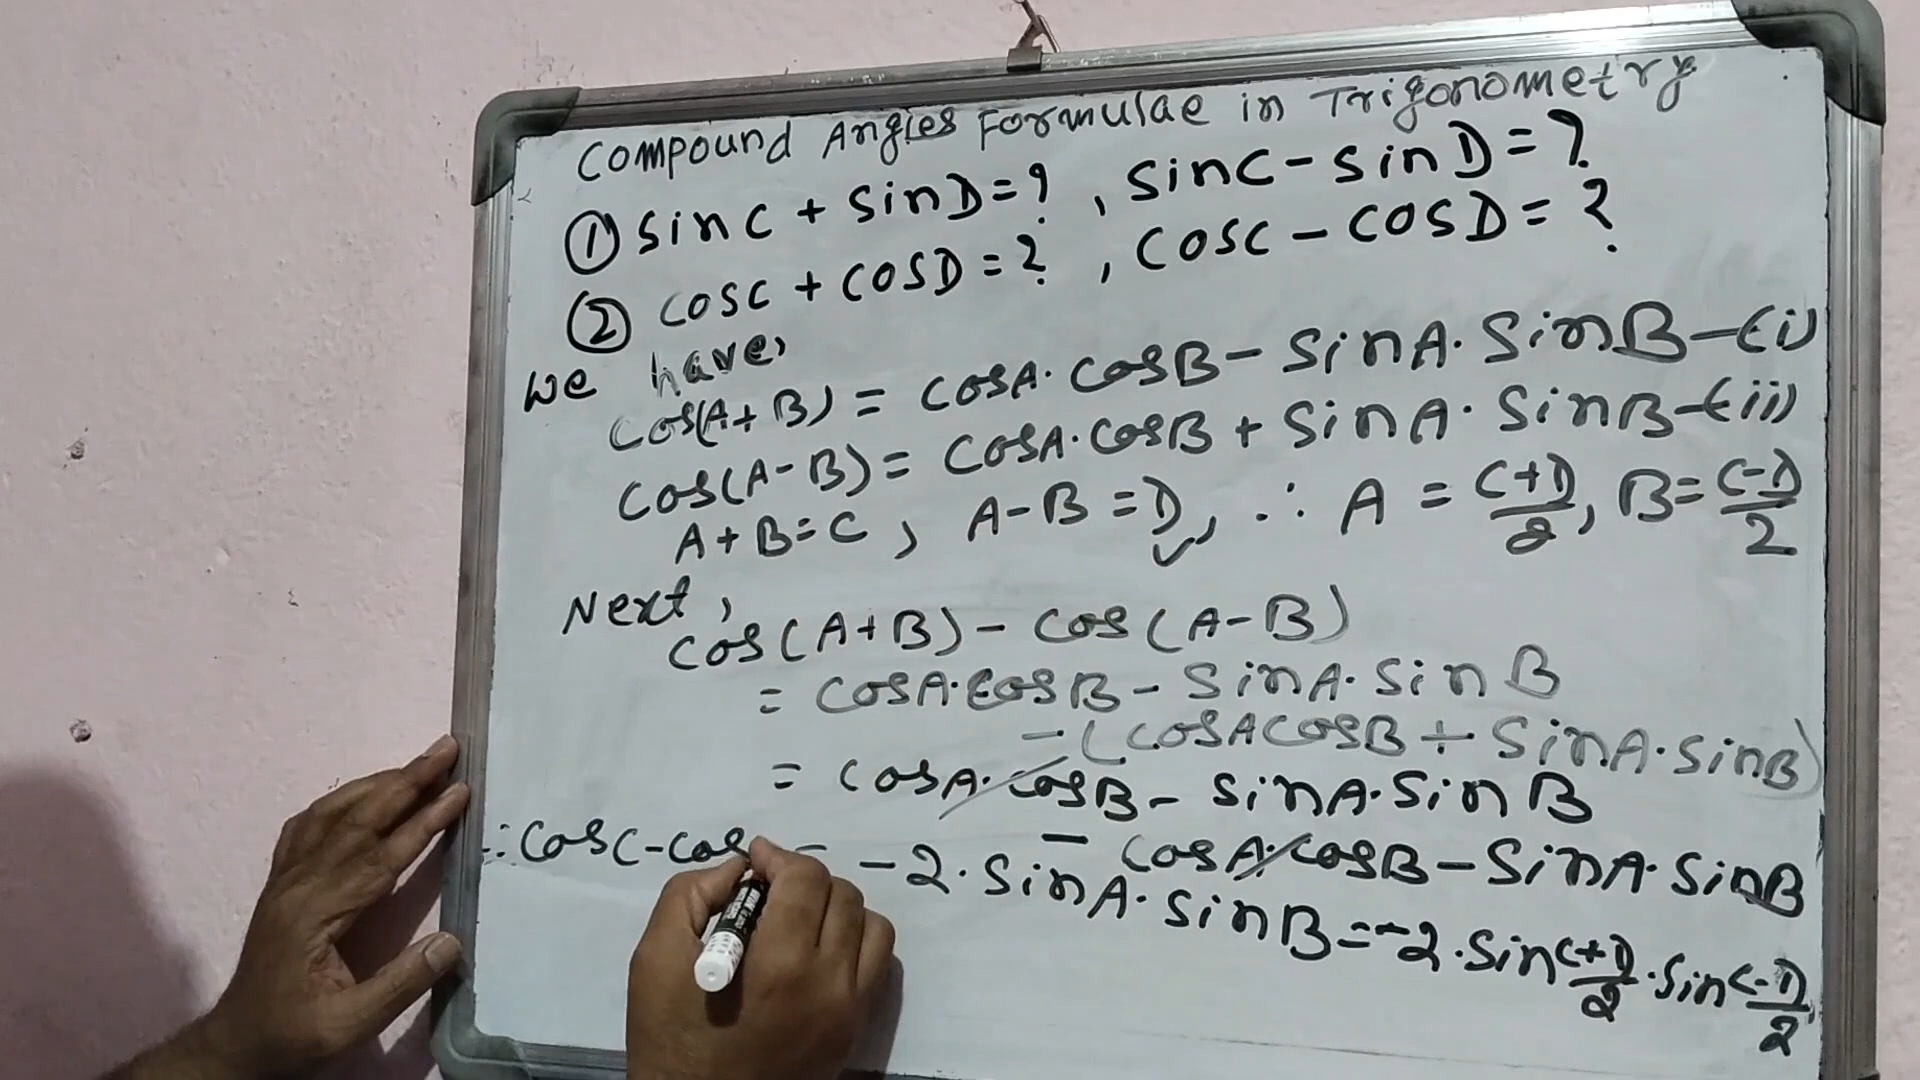 Compound Angles Formulae in Trigonometry
① sinC + sinD = ? , sinC - sinD = ?
② cosC + cosD = ? , cosC - cosD = ?
We have,
cos(A+B) = cosA·cosB - sinA·sinB -(i)
cos(A-B) = cosA·cosB + sinA·sinB -(ii)
A+B=C, A-B=D, ∴ A = (C+D)/2, B = (C-D)/2
Next,
cos(A+B) - cos(A-B)
= cosA·cosB - sinA·sinB
-(cosAcosB + sinA·sinB)
= cosA·cosB - sinA·sinB
- cosA·cosB - sinA·sinB
∴ cosC-cos = -2·sinA·sinB = -2·sin (C+D)/2 · sin (C-D)/2